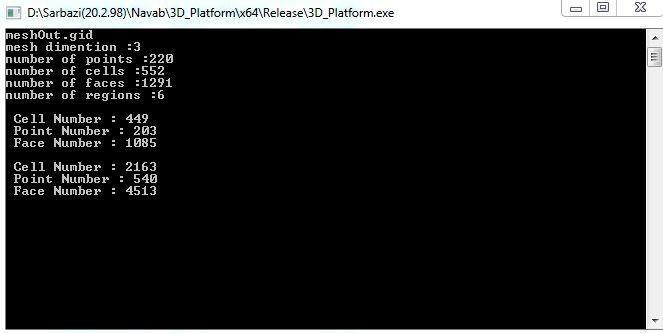 D:\Sarbazi(20.2.98)\Navab\3D_Platform\x64\Release\3D_Platform.exe
meshOut.gid
mesh dimention :3
number of points :220
number of cells :552
number of faces :1291
number of regions :6
Cell Number : 449
Point Number : 203
Face Number : 1085
Cell Number : 2163
Point Number : 540
Face Number : 4513